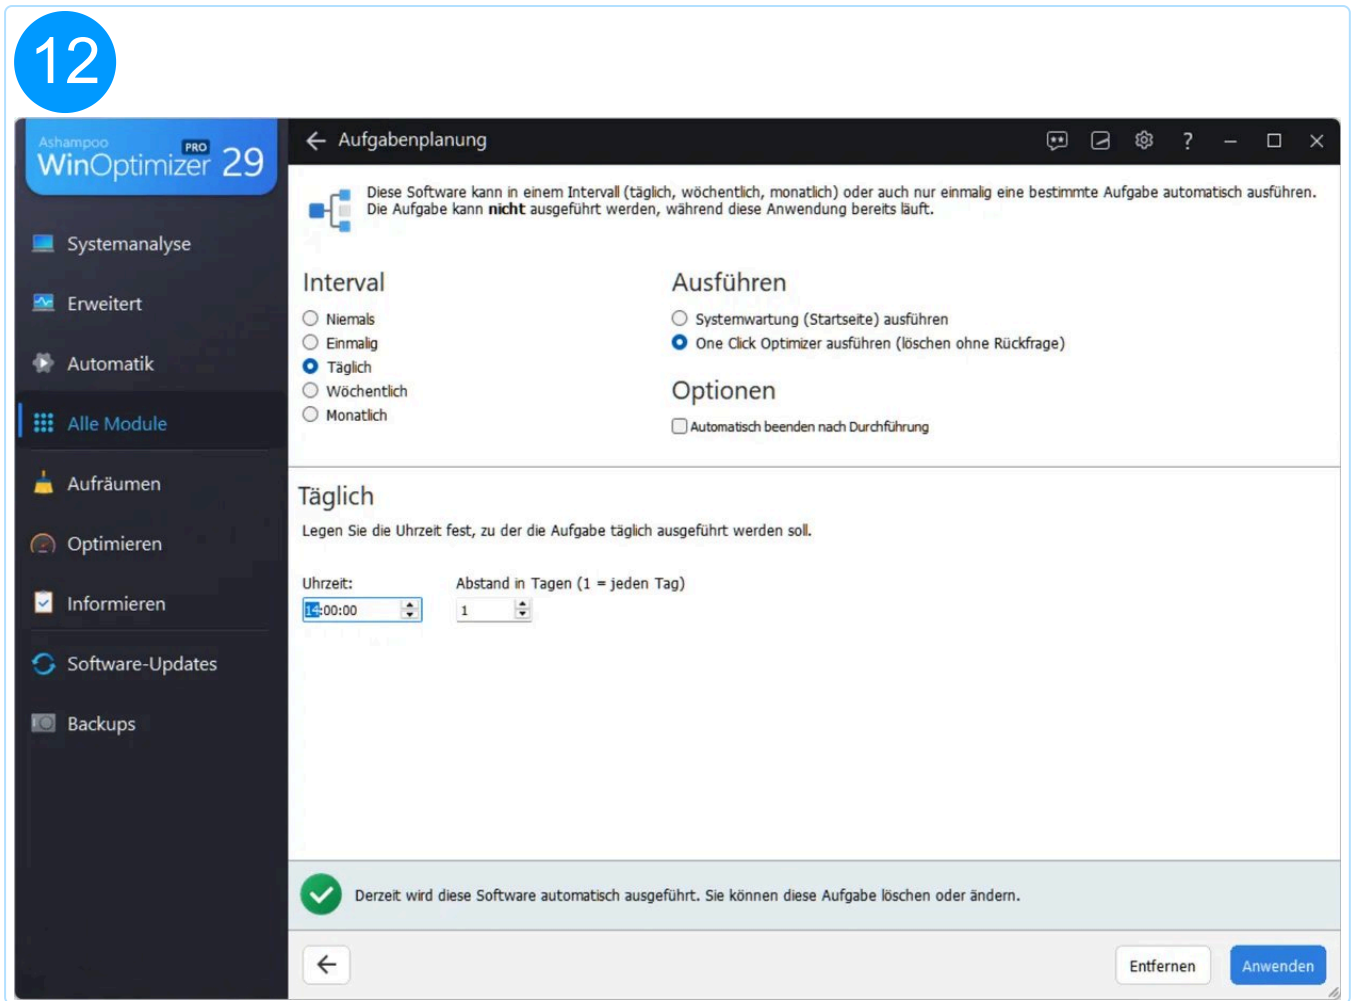 12
Ashampoo
WinOptimizer PRO 29
Aufgabenplanung
Diese Software kann in einem Intervall (täglich, wöchentlich, monatlich) oder auch nur einmalig eine bestimmte Aufgabe automatisch ausführen.
Die Aufgabe kann nicht ausgeführt werden, während diese Anwendung bereits läuft.
Systemanalyse
Erweitert
Automatik
Alle Module
Aufräumen
Optimieren
Informieren
Software-Updates
Backups
Interval
Niemals
Einmalig
Täglich
Wöchentlich
Monatlich
Ausführen
Systemwartung (Startseite) ausführen
One Click Optimizer ausführen (löschen ohne Rückfrage)
Optionen
Automatisch beenden nach Durchführung
Täglich
Legen Sie die Uhrzeit fest, zu der die Aufgabe täglich ausgeführt werden soll.
Uhrzeit: Abstand in Tagen (1 = jeden Tag)
14:00:00 1
Derzeit wird diese Software automatisch ausgeführt. Sie können diese Aufgabe löschen oder ändern.
Entfernen Anwenden